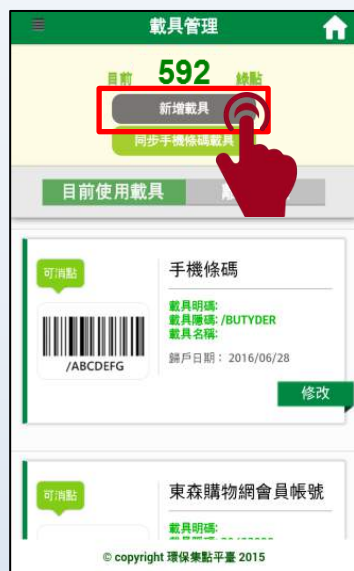 載具管理
目前 592 綠點
新增載具
同步手機條碼載具
目前使用載具
可消點
手機條碼
載具明碼:
載具隱碼: /BUTYDER
載具名稱:
歸戶日期： 2016/06/28
/ABCDEFG
修改
可消點
東森購物網會員帳號
載具明碼:
© copyright 環保集點平臺 2015